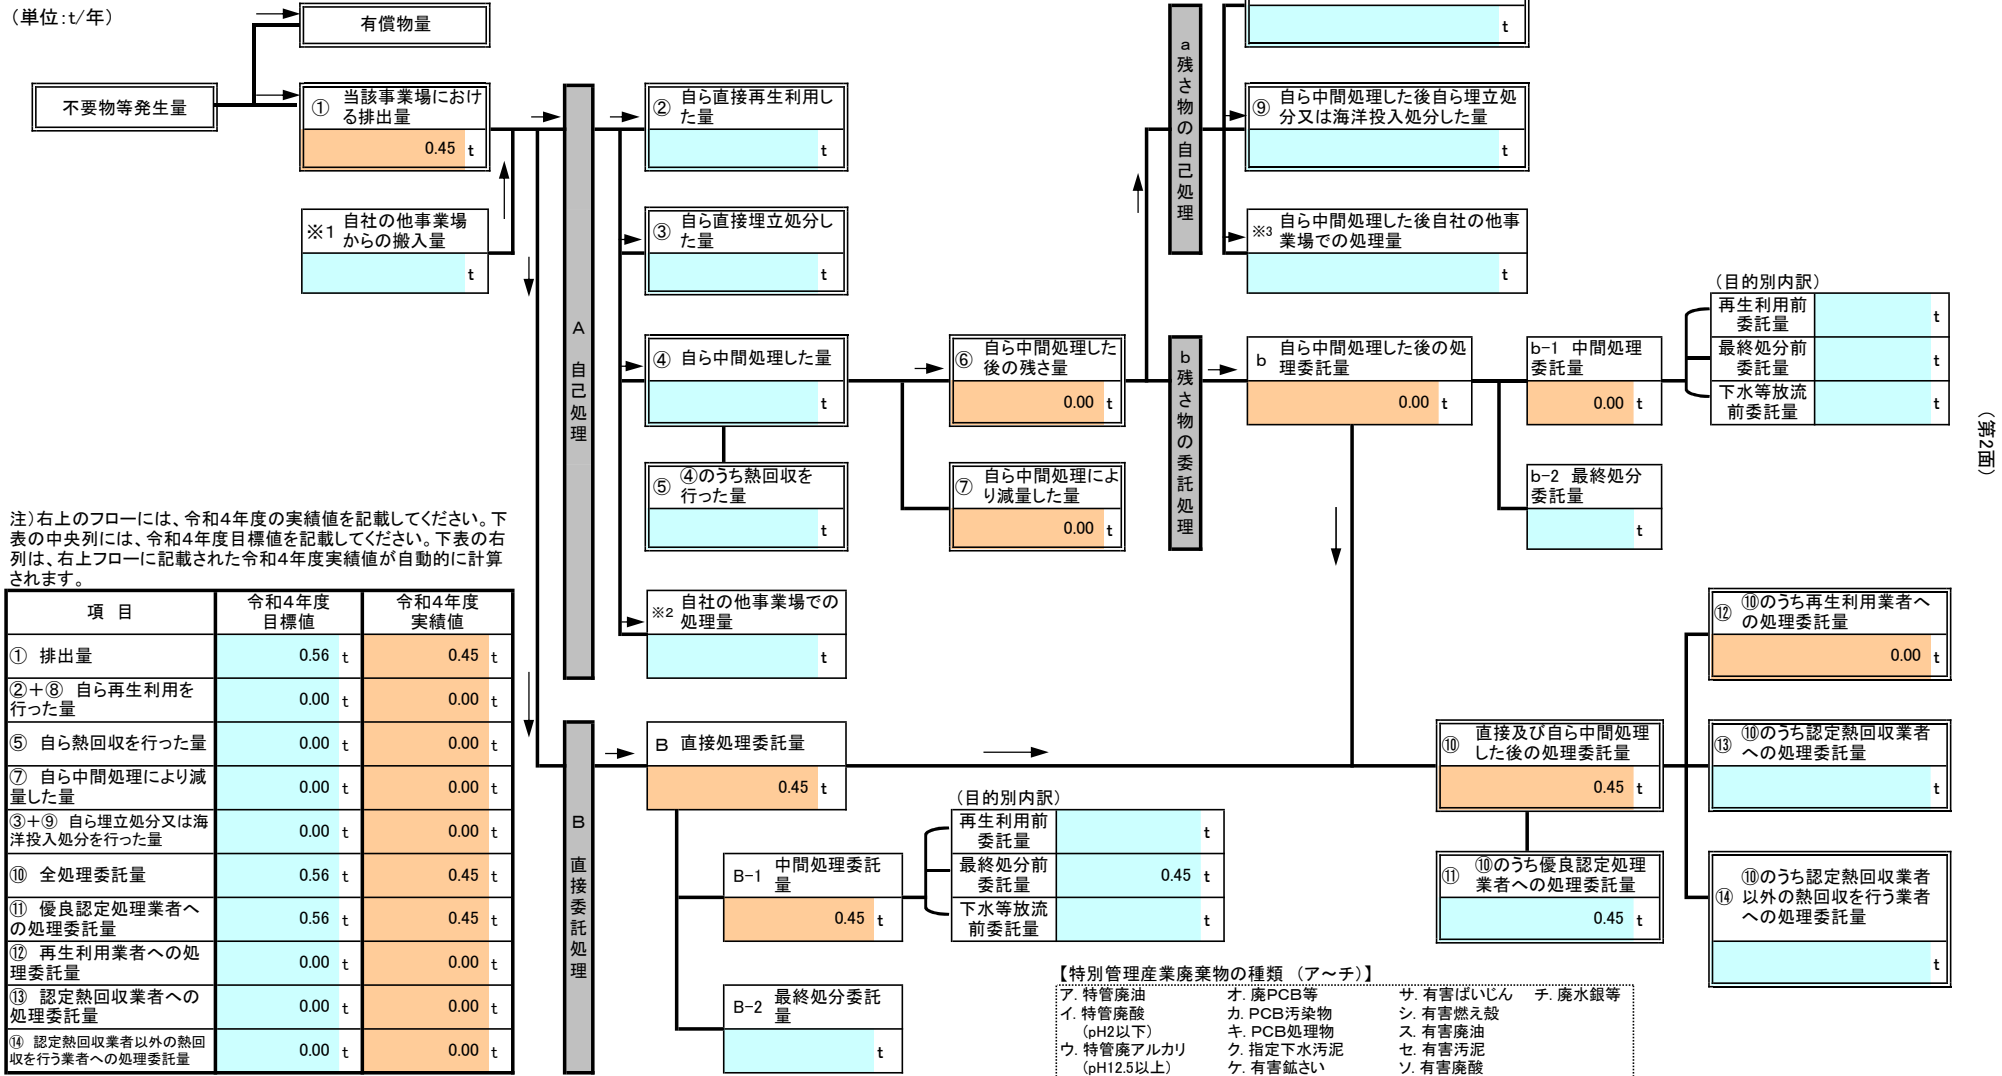 (単位:t/年)
有償物量
不要物等発生量
① 当該事業場におけ
る排出量
0.45 t
※1 自社の他事業場
からの搬入量
t
A 自己処理
② 自ら直接再生利用し
た量
t
③ 自ら直接埋立処分し
た量
t
④ 自ら中間処理した量
t
⑤ ④のうち熱回収を
行った量
t
※2 自社の他事業場での
処理量
t
⑥ 自ら中間処理した
後の残さ量
0.00 t
⑦ 自ら中間処理によ
り減量した量
0.00 t
a 残さ物の自己処理
t
⑨ 自ら中間処理した後自ら埋立処
分又は海洋投入処分した量
t
※3 自ら中間処理した後自社の他事
業場での処理量
t
b 残さ物の委託処理
b 自ら中間処理した後の処
理委託量
0.00 t
b-1 中間処理
委託量
0.00 t
b-2 最終処分
委託量
t
(目的別内訳)
再生利用前
委託量
t
最終処分前
委託量
t
下水等放流
前委託量
t
(第2面)
注)右上のフローには、令和4年度の実績値を記載してください。下
表の中央列には、令和4年度目標値を記載してください。下表の右
列は、右上フローに記載された令和4年度実績値が自動的に計算
されます。
項 目 令和4年度 令和4年度
目標値 実績値
① 排出量 0.56 t 0.45 t
②+⑧ 自ら再生利用を
行った量 0.00 t 0.00 t
⑤ 自ら熱回収を行った量 0.00 t 0.00 t
⑦ 自ら中間処理により減
量した量 0.00 t 0.00 t
③+⑨ 自ら埋立処分又は海
洋投入処分を行った量 0.00 t 0.00 t
⑩ 全処理委託量 0.56 t 0.45 t
⑪ 優良認定処理業者へ
の処理委託量 0.56 t 0.45 t
⑫ 再生利用業者への処
理委託量 0.00 t 0.00 t
⑬ 認定熱回収業者への
処理委託量 0.00 t 0.00 t
⑭ 認定熱回収業者以外の熱回
収を行う業者への処理委託量 0.00 t 0.00 t
B 直接委託処理
B 直接処理委託量
0.45 t
B-1 中間処理委託
量
0.45 t
B-2 最終処分委託
量
t
(目的別内訳)
再生利用前
委託量
t
最終処分前
委託量
0.45 t
下水等放流
前委託量
t
⑩ 直接及び自ら中間処理
した後の処理委託量
0.45 t
⑪ ⑩のうち優良認定処理
業者への処理委託量
0.45 t
⑫ ⑩のうち再生利用業者へ
の処理委託量
0.00 t
⑬ ⑩のうち認定熱回収業者
への処理委託量
t
⑭ ⑩のうち認定熱回収業者
以外の熱回収を行う業者
への処理委託量
t
【特別管理産業廃棄物の種類 (ア~チ)】
ア. 特管廃油 オ. 廃PCB等 サ. 有害ばいじん チ. 廃水銀等
イ. 特管廃酸 カ. PCB汚染物 シ. 有害燃え殻
(pH2以下) キ. PCB処理物 ス. 有害廃油
ウ. 特管廃アルカリ ク. 指定下水汚泥 セ. 有害汚泥
(pH12.5以上) ケ. 有害鉱さい ソ. 有害廃酸